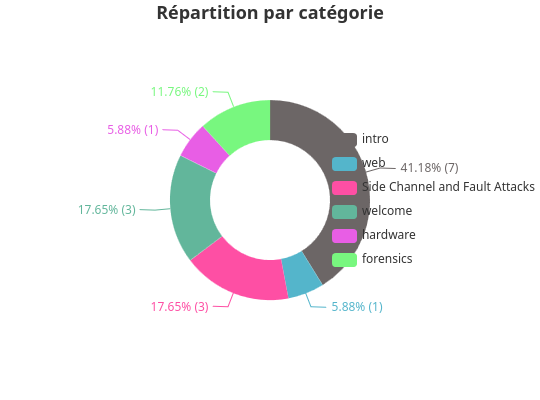 Répartition par catégorie
11.76% (2)
5.88% (1)
intro
web
41.18% (7)
Side Channel and Fault Attacks
17.65% (3)
welcome
hardware
forensics
17.65% (3)
5.88% (1)